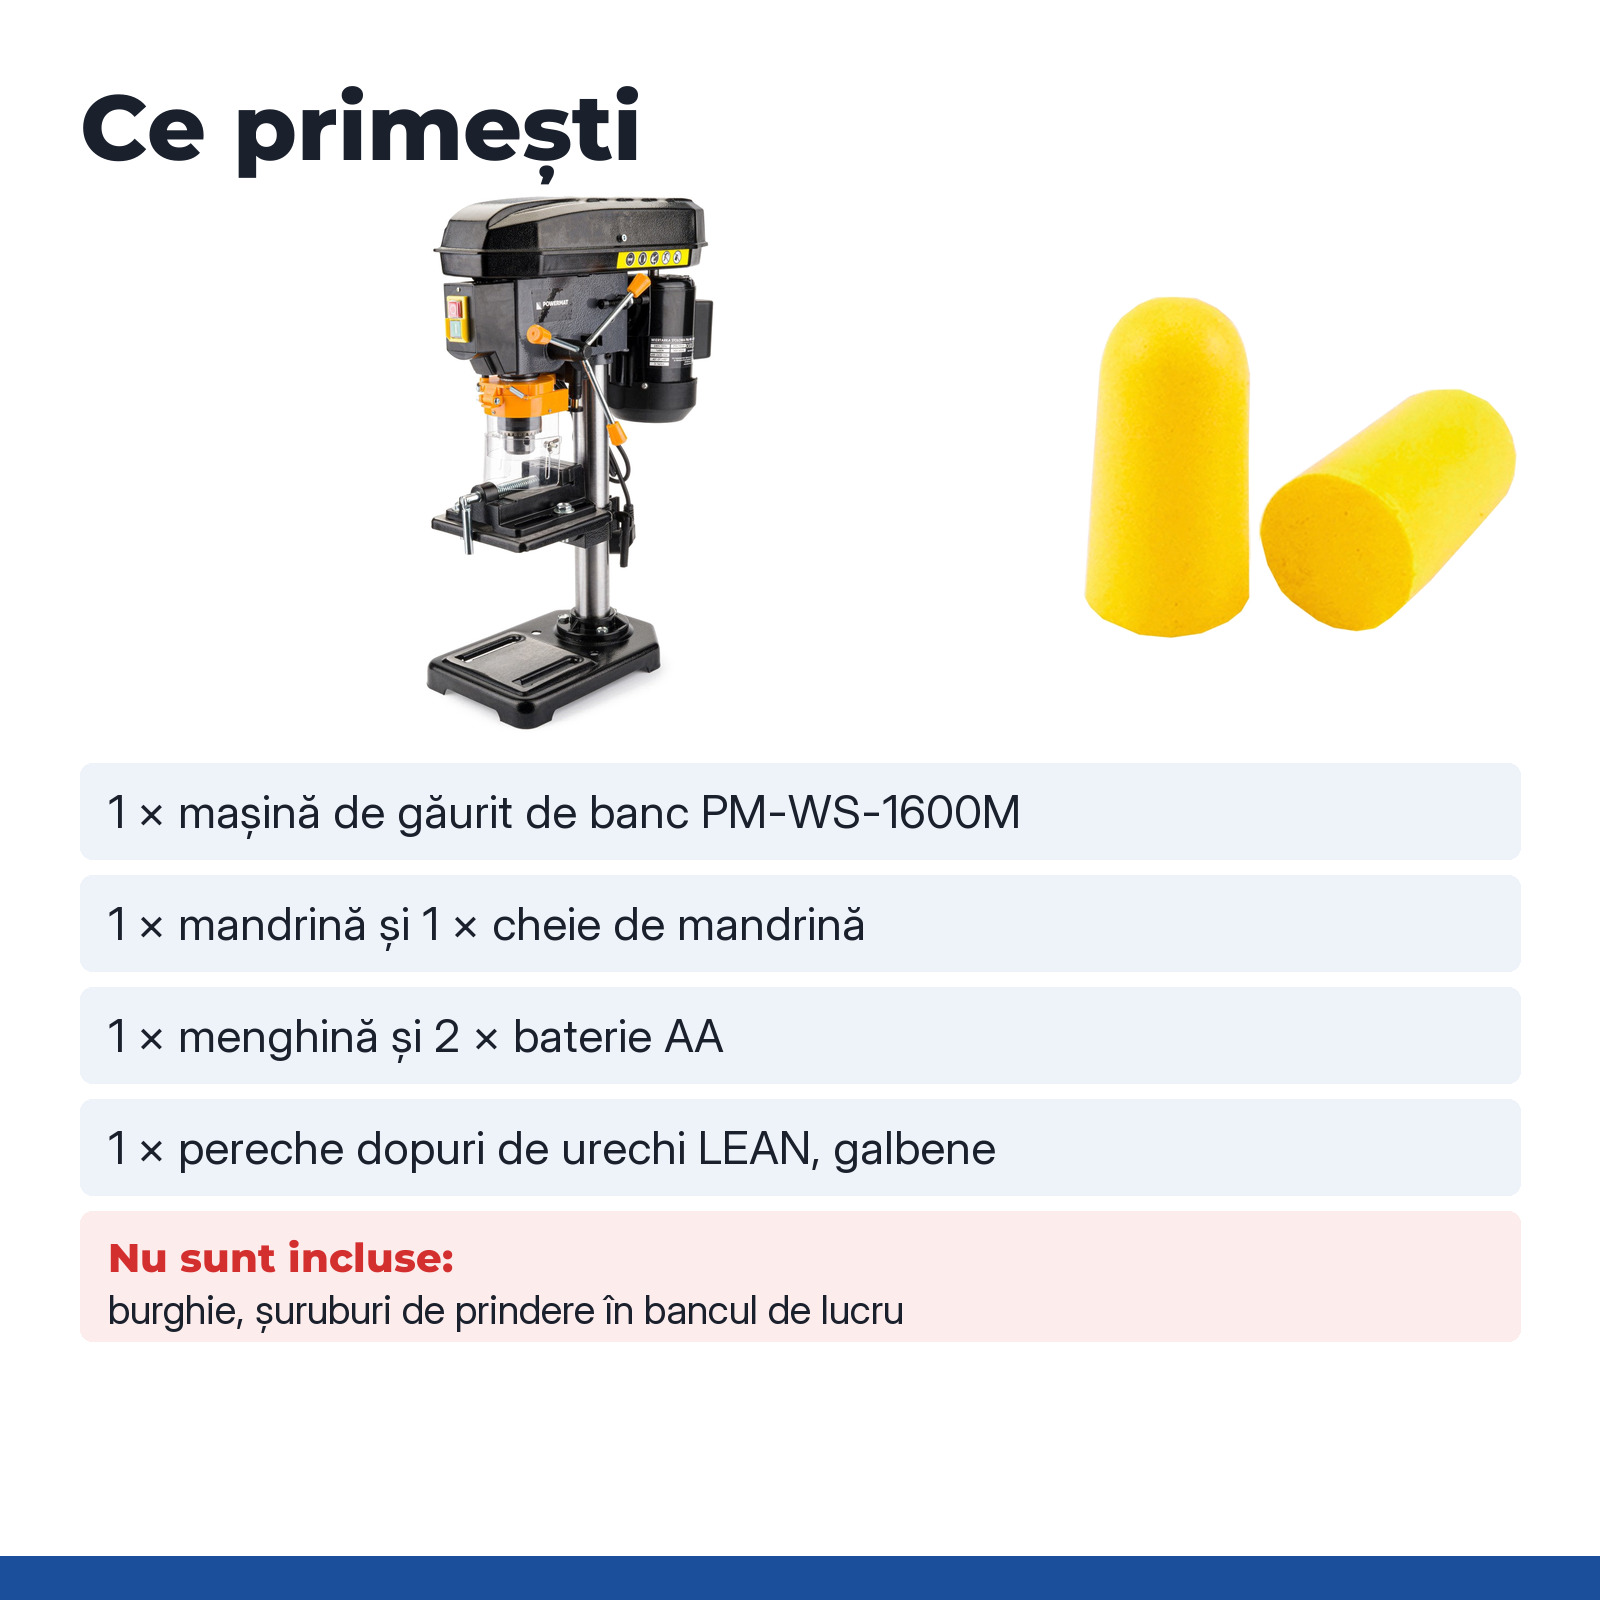 Ce primești
POWERMAT
1 × mașină de găurit de banc PM-WS-1600M
1 × mandrină și 1 × cheie de mandrină
1 × menghină și 2 × baterie AA
1 × pereche dopuri de urechi LEAN, galbene
Nu sunt incluse:
burghie, șuruburi de prindere în bancul de lucru